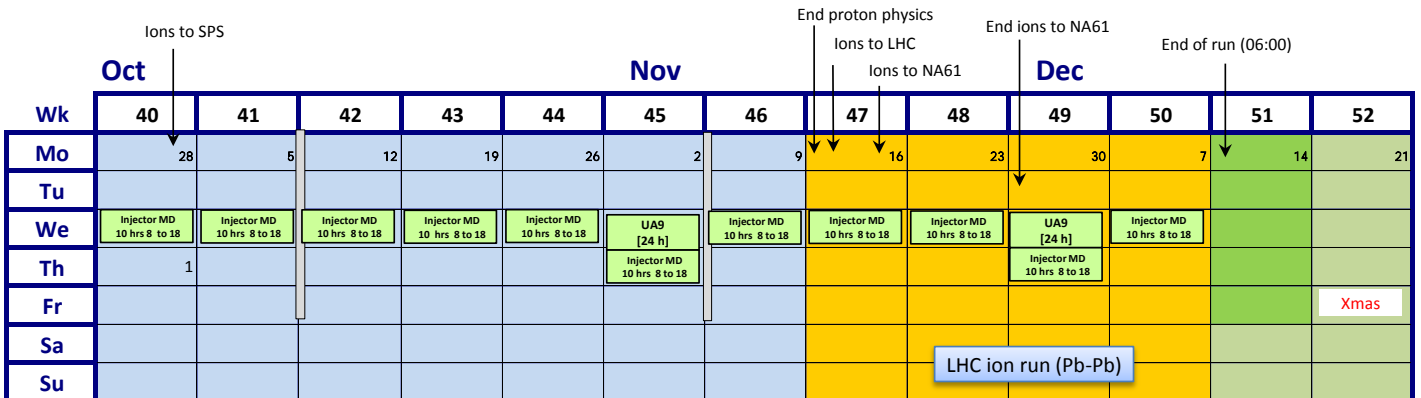 End proton physics
Ions to SPS
End ions to NA61
Ions to LHC
End of run (06:00)
Ions to NA61
Oct Nov Dec
Wk 40 41 42 43 44 45 46 47 48 49 50 51 52
Mo 28 5 12 19 26 2 9 16 23 30 7 14 21
Tu
We
Injector MD Injector MD Injector MD Injector MD Injector MD UA9 Injector MD Injector MD Injector MD UA9 Injector MD
10 hrs 8 to 18 10 hrs 8 to 18 10 hrs 8 to 18 10 hrs 8 to 18 10 hrs 8 to 18 [24 h] 10 hrs 8 to 18 10 hrs 8 to 18 10 hrs 8 to 18 [24 h] 10 hrs 8 to 18
Th 1
Injector MD Injector MD
10 hrs 8 to 18 10 hrs 8 to 18
Fr Xmas
Sa
LHC ion run (Pb-Pb)
Su